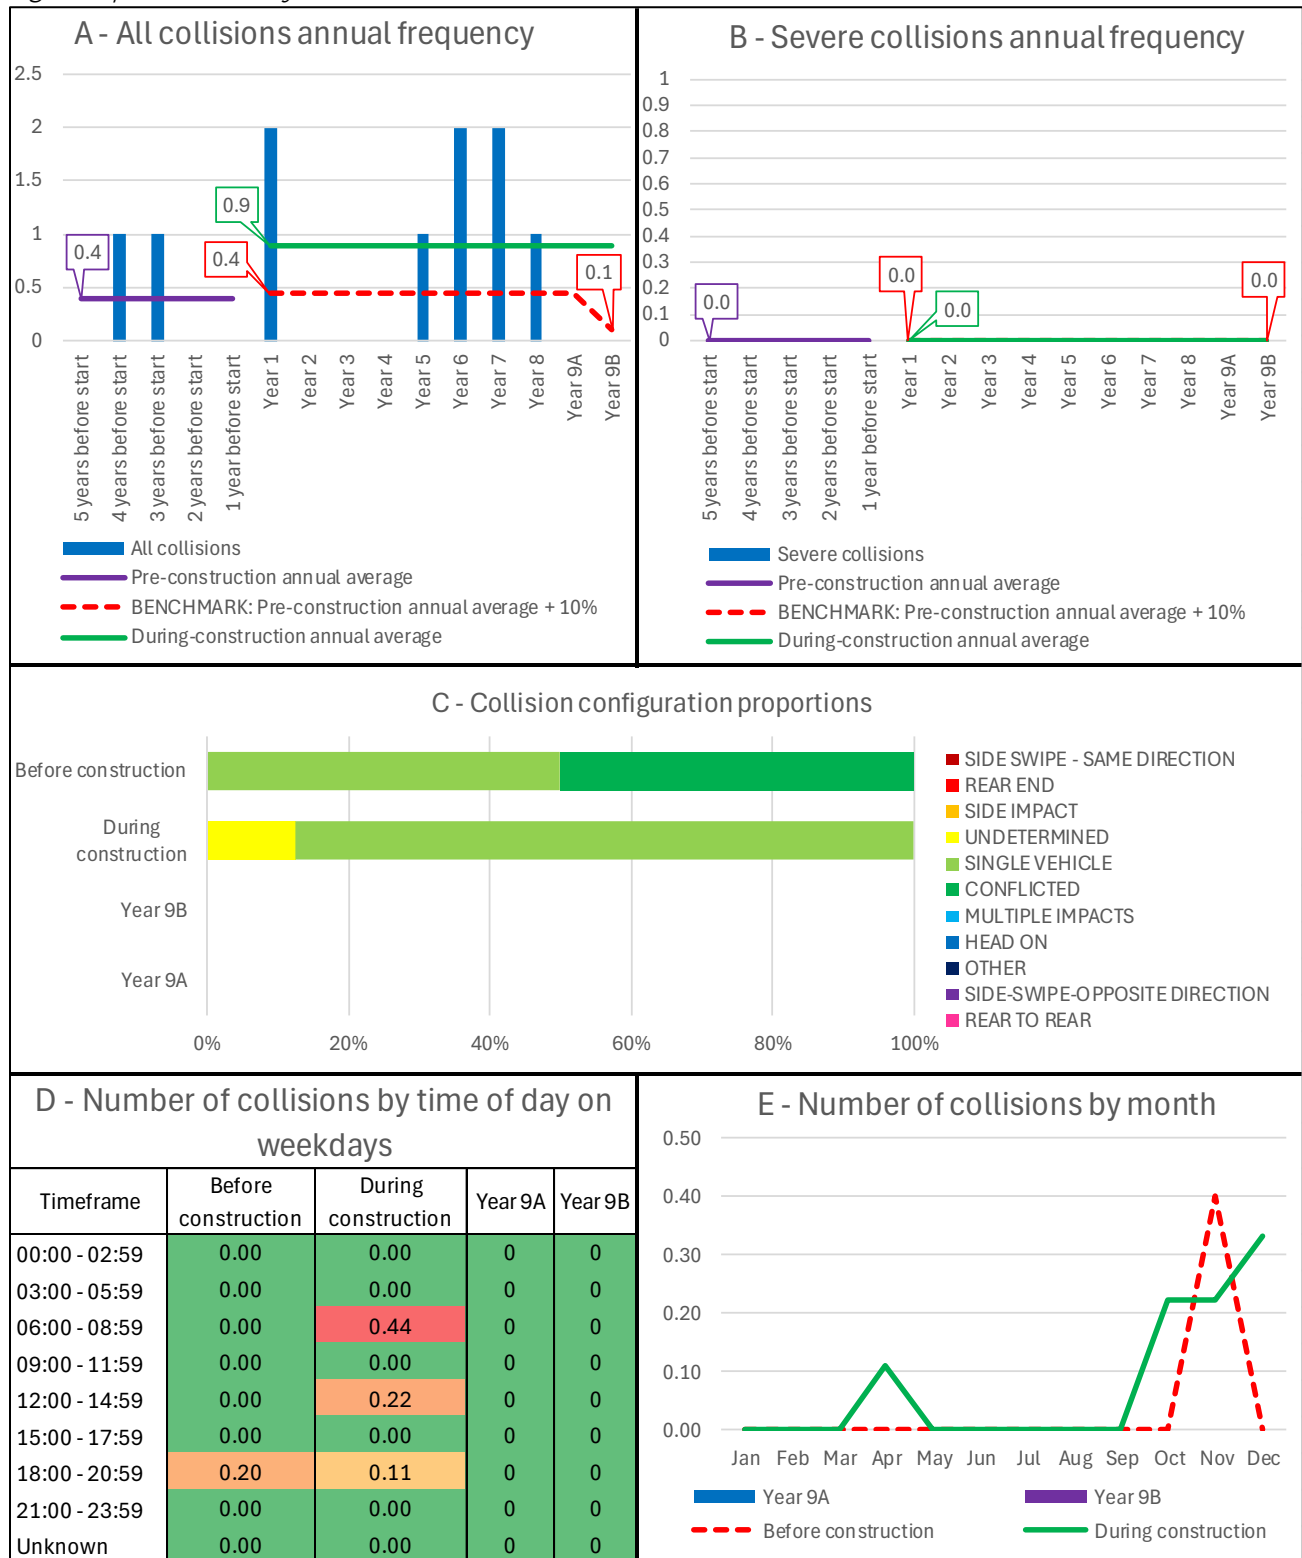 A - All collisions annual frequency
2.5
2
1.5
1
0.5
0
0.4
0.9
0.4
0.1
5 years before start
4 years before start
3 years before start
2 years before start
1 year before start
Year 1
Year 2
Year 3
Year 4
Year 5
Year 6
Year 7
Year 8
Year 9A
Year 9B
All collisions
Pre-construction annual average
BENCHMARK: Pre-construction annual average + 10%
During-construction annual average
B - Severe collisions annual frequency
1
0.9
0.8
0.7
0.6
0.5
0.4
0.3
0.2
0.1
0
0.0
0.0
0.0
0.0
5 years before start
4 years before start
3 years before start
2 years before start
1 year before start
Year 1
Year 2
Year 3
Year 4
Year 5
Year 6
Year 7
Year 8
Year 9A
Year 9B
Severe collisions
Pre-construction annual average
BENCHMARK: Pre-construction annual average + 10%
During-construction annual average
C - Collision configuration proportions
Before construction
During
construction
Year 9B
Year 9A
0% 20% 40% 60% 80% 100%
SIDE SWIPE - SAME DIRECTION
REAR END
SIDE IMPACT
UNDETERMINED
SINGLE VEHICLE
CONFLICTED
MULTIPLE IMPACTS
HEAD ON
OTHER
SIDE-SWIPE-OPPOSITE DIRECTION
REAR TO REAR
D - Number of collisions by time of day on
weekdays
Timeframe Before construction During construction Year 9A Year 9B
00:00 - 02:59 0.00 0.00 0 0
03:00 - 05:59 0.00 0.00 0 0
06:00 - 08:59 0.00 0.44 0 0
09:00 - 11:59 0.00 0.00 0 0
12:00 - 14:59 0.00 0.22 0 0
15:00 - 17:59 0.00 0.00 0 0
18:00 - 20:59 0.20 0.11 0 0
21:00 - 23:59 0.00 0.00 0 0
Unknown 0.00 0.00 0 0
E - Number of collisions by month
0.50
0.40
0.30
0.20
0.10
0.00
Jan Feb Mar Apr May Jun Jul Aug Sep Oct Nov Dec
Year 9A Year 9B
Before construction During construction